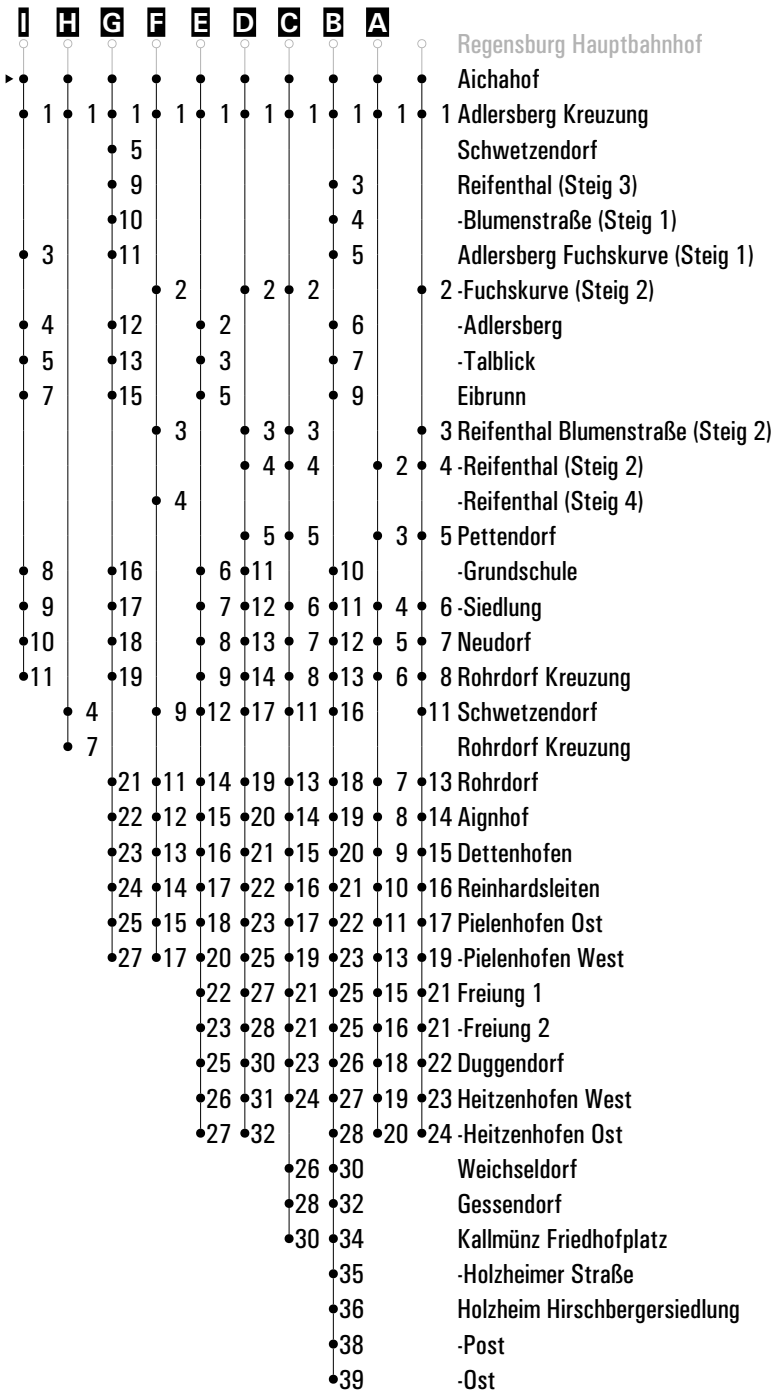 I H G F E D C B A
Regensburg Hauptbahnhof
Aichahof
1 1 1 1 1 1 1 1 1 1 Adlersberg Kreuzung
5 Schwetzendorf
9 3 Reifenthal (Steig 3)
10 4 -Blumenstraße (Steig 1)
3 11 5 Adlersberg Fuchskurve (Steig 1)
2 2 2 2 -Fuchskurve (Steig 2)
4 12 2 6 -Adlersberg
5 13 3 7 -Talblick
7 15 5 9 Eibrunn
3 3 3 3 Reifenthal Blumenstraße (Steig 2)
4 4 2 4 -Reifenthal (Steig 2)
4 -Reifenthal (Steig 4)
5 5 3 5 Pettendorf
8 16 6 11 10 -Grundschule
9 17 7 12 6 11 4 6 -Siedlung
10 18 8 13 7 12 5 7 Neudorf
11 19 9 14 8 13 6 8 Rohrdorf Kreuzung
4 9 12 17 11 16 11 Schwetzendorf
7 Rohrdorf Kreuzung
21 11 14 19 13 18 7 13 Rohrdorf
22 12 15 20 14 19 8 14 Aignhof
23 13 16 21 15 20 9 15 Dettenhofen
24 14 17 22 16 21 10 16 Reinhardsleiten
25 15 18 23 17 22 11 17 Pielenhofen Ost
27 17 20 25 19 23 13 19 -Pielenhofen West
22 27 21 25 15 21 Freiung 1
23 28 21 25 16 21 -Freiung 2
25 30 23 26 18 22 Duggendorf
26 31 24 27 19 23 Heitzenhofen West
27 32 28 20 24 -Heitzenhofen Ost
26 30 Weichseldorf
28 32 Gessendorf
30 34 Kallmünz Friedhofplatz
35 -Holzheimer Straße
36 Holzheim Hirschbergersiedlung
38 -Post
39 -Ost